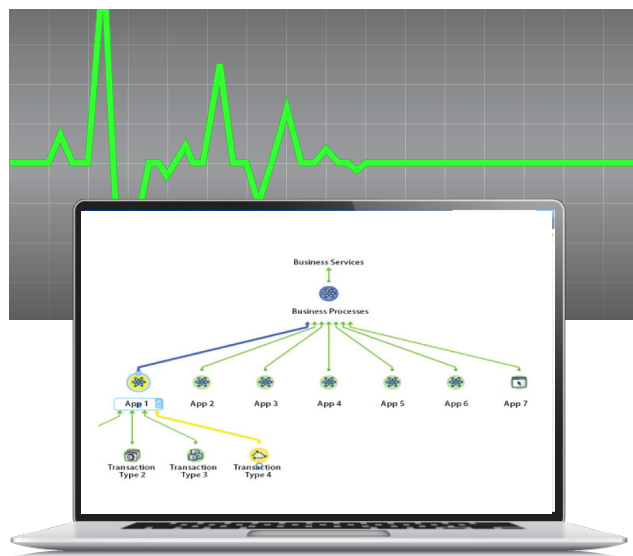 Business Services
Business Processes
App 1
App 2
App 3
App 4
App 5
App 6
App 7
Transaction
Type 2
Transaction
Type 3
Transaction
Type 4